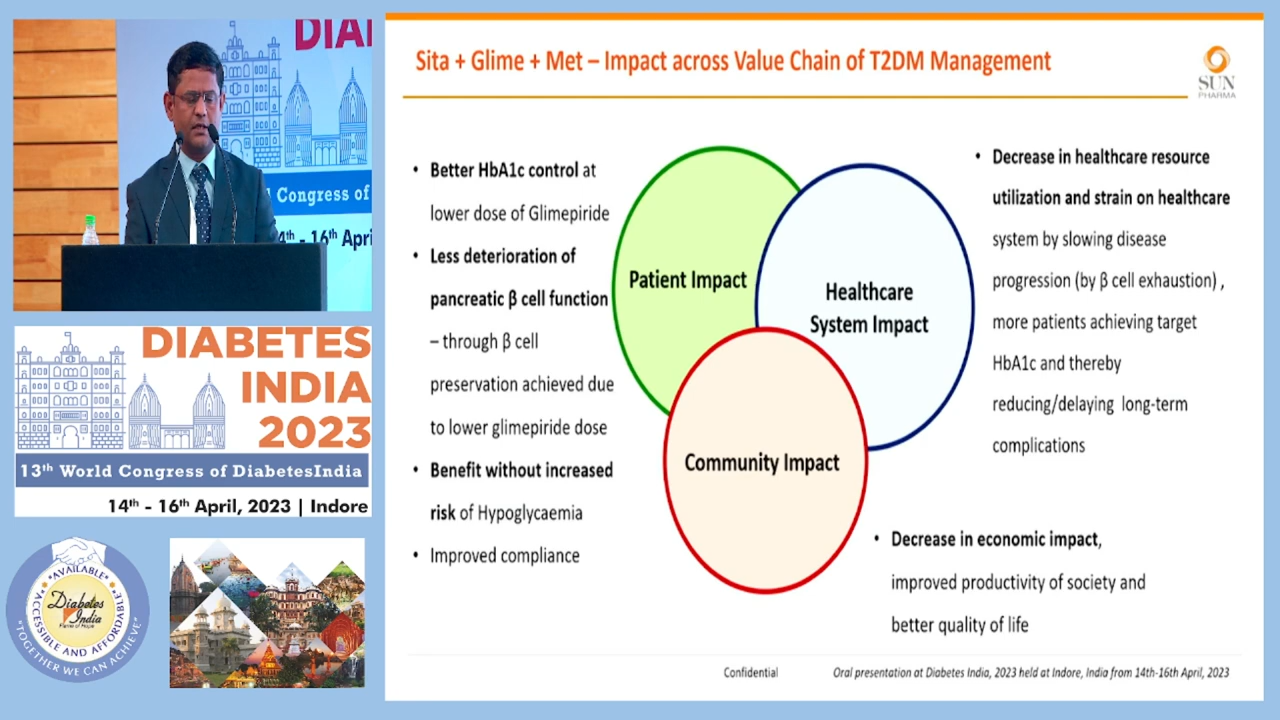 DIAI
l Congress of
4th - 16th Apri
DIABETES
INDIA
2023
13th World Congress of DiabetesIndia
14th - 16th April, 2023 | Indore
*AVAILABLE*
*ACCESSIBLE AND AFFORDABLE*
Diabetes
India
Flame of Hope
"TOGETHER WE CAN ACHIEVE"
Sita + Glime + Met – Impact across Value Chain of T2DM Management
SUN
PHARMA
• Better HbA1c control at
lower dose of Glimepiride
• Less deterioration of
pancreatic β cell function
– through β cell
preservation achieved due
to lower glimepiride dose
• Benefit without increased
risk of Hypoglycaemia
• Improved compliance
Patient Impact
Healthcare
System Impact
Community Impact
• Decrease in healthcare resource
utilization and strain on healthcare
system by slowing disease
progression (by β cell exhaustion) ,
more patients achieving target
HbA1c and thereby
reducing/delaying long-term
complications
• Decrease in economic impact,
improved productivity of society and
better quality of life
Confidential
Oral presentation at Diabetes India, 2023 held at Indore, India from 14th-16th April, 2023